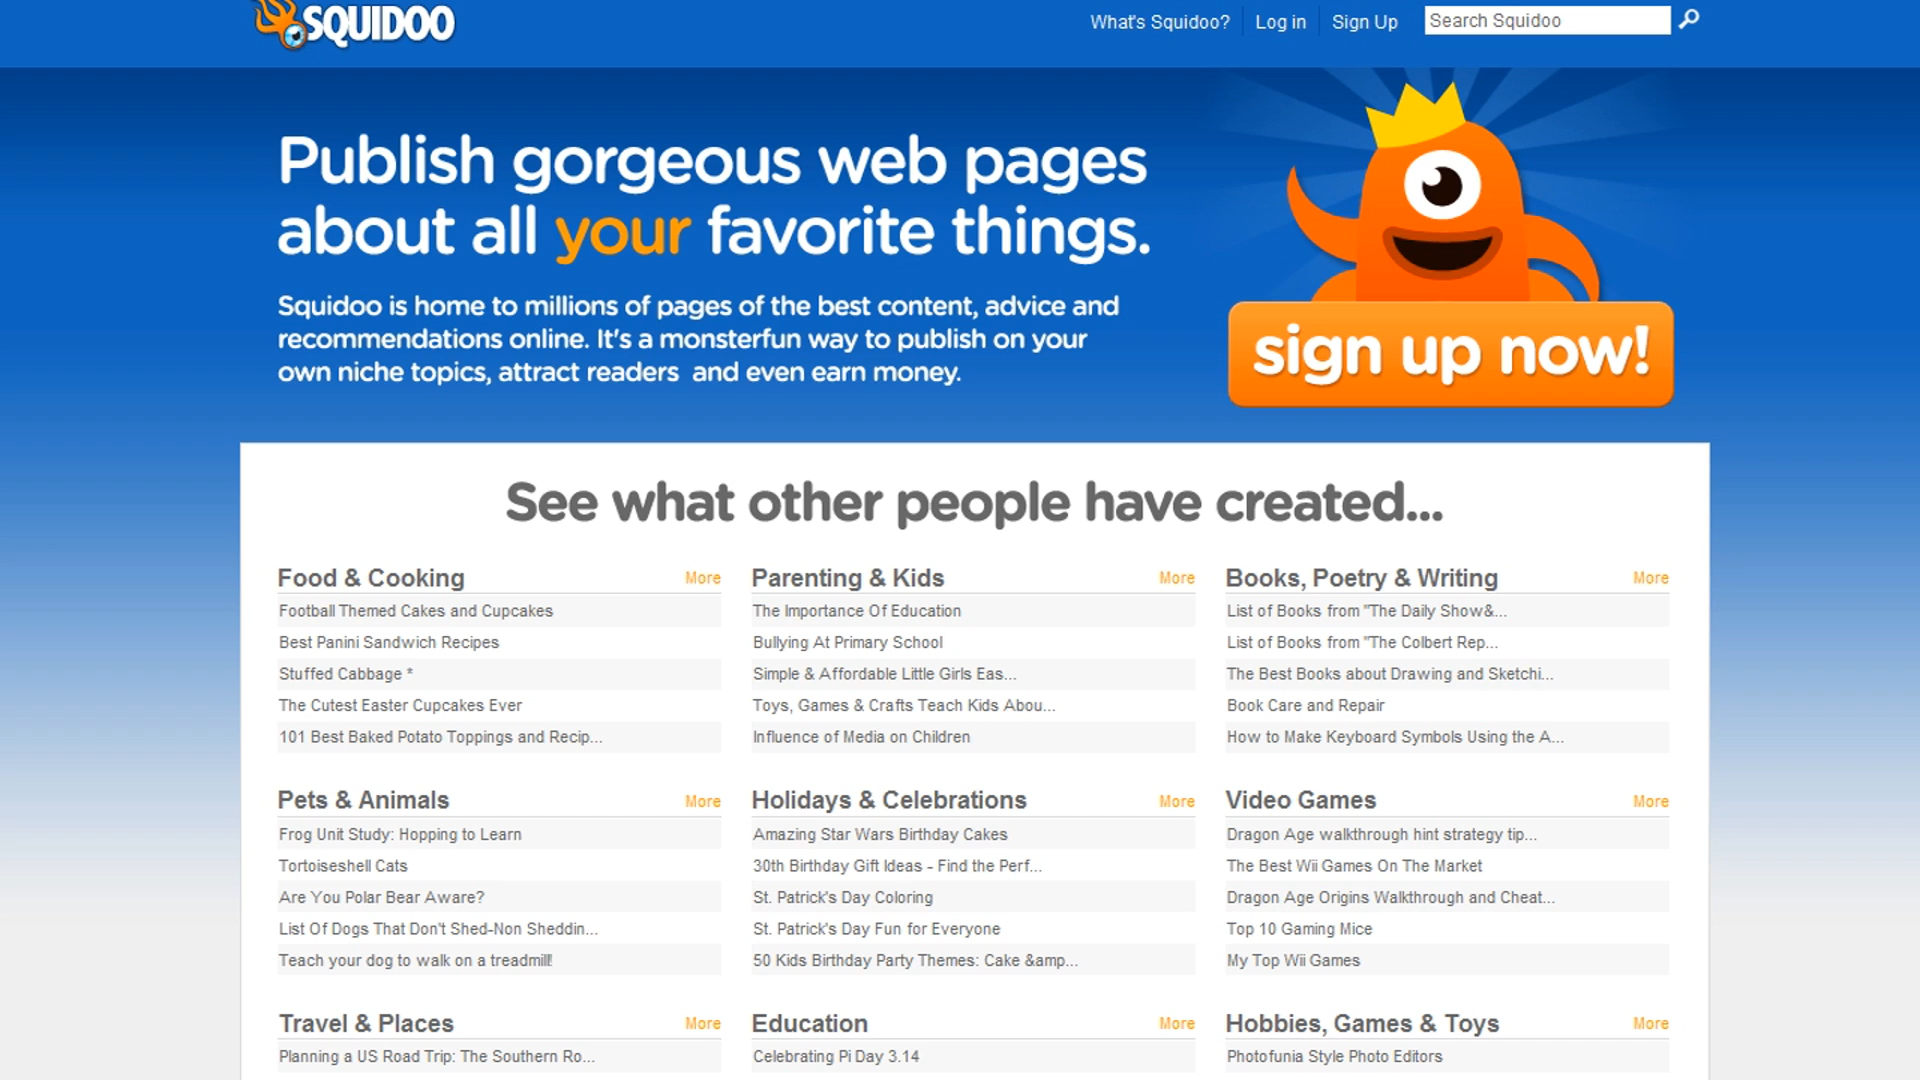 SQUIDOO
What's Squidoo? Log in Sign Up Search Squidoo
Publish gorgeous web pages
about all your favorite things.
Squidoo is home to millions of pages of the best content, advice and
recommendations online. It's a monsterfun way to publish on your
own niche topics, attract readers and even earn money.
sign up now!
See what other people have created...
Food & Cooking More
Football Themed Cakes and Cupcakes
Best Panini Sandwich Recipes
Stuffed Cabbage *
The Cutest Easter Cupcakes Ever
101 Best Baked Potato Toppings and Recip...
Parenting & Kids More
The Importance Of Education
Bullying At Primary School
Simple & Affordable Little Girls Eas...
Toys, Games & Crafts Teach Kids Abou...
Influence of Media on Children
Books, Poetry & Writing More
List of Books from "The Daily Show&...
List of Books from "The Colbert Rep...
The Best Books about Drawing and Sketchi...
Book Care and Repair
How to Make Keyboard Symbols Using the A...
Pets & Animals More
Frog Unit Study: Hopping to Learn
Tortoiseshell Cats
Are You Polar Bear Aware?
List Of Dogs That Don't Shed-Non Sheddin...
Teach your dog to walk on a treadmill!
Holidays & Celebrations More
Amazing Star Wars Birthday Cakes
30th Birthday Gift Ideas - Find the Perf...
St. Patrick's Day Coloring
St. Patrick's Day Fun for Everyone
50 Kids Birthday Party Themes: Cake &amp...
Video Games More
Dragon Age walkthrough hint strategy tip...
The Best Wii Games On The Market
Dragon Age Origins Walkthrough and Cheat...
Top 10 Gaming Mice
My Top Wii Games
Travel & Places More
Planning a US Road Trip: The Southern Ro...
Education More
Celebrating Pi Day 3.14
Hobbies, Games & Toys More
Photofunia Style Photo Editors